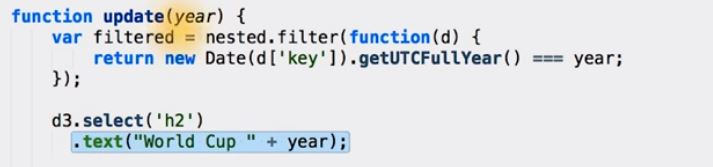 function update(year) {
    var filtered = nested.filter(function(d) {
        return new Date(d['key']).getUTCFullYear() === year;
    });

    d3.select('h2')
      .text("World Cup " + year);